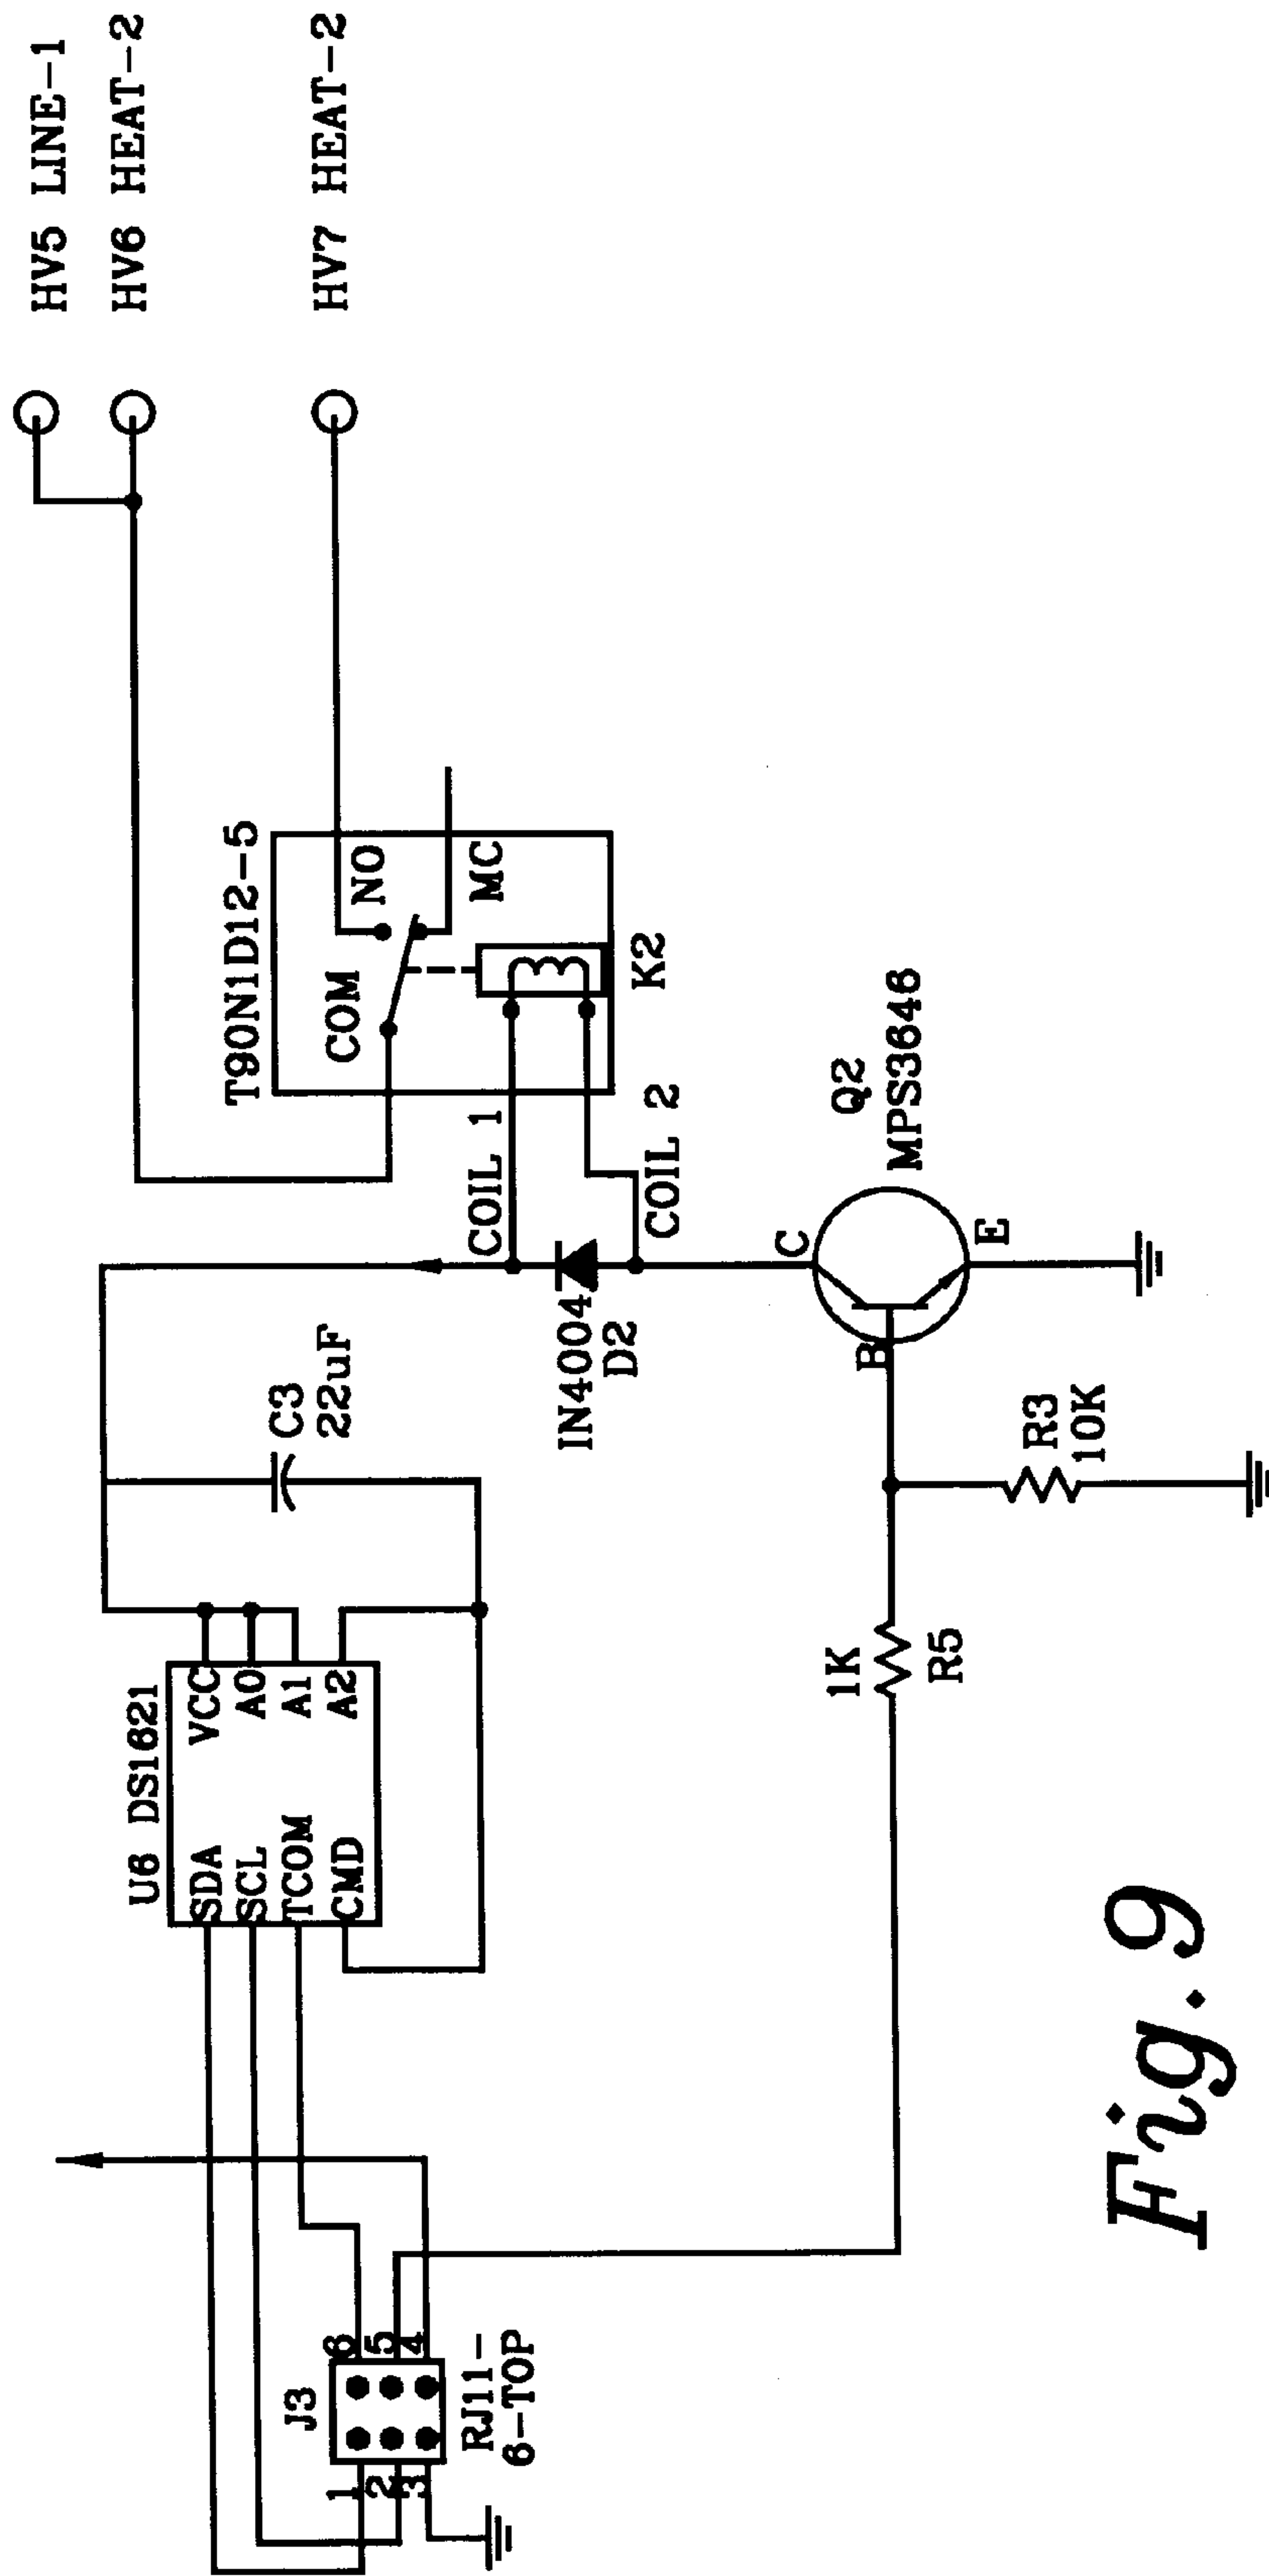 HV5 LINE-1
HV6 HEAT-2
HV7 HEAT-2
T90N1D12-5
COM
NO
MC
K2
COIL 1
COIL 2
IN4004
D2
C3
22uF
U6 DS1621
SDA
SCL
TCOM
CMD
VCC
A0
A1
A2
Q2
MPS3646
C
B
E
R3
10K
1K
R5
J3
1
2
3
6
5
4
RJ11-
6-TOP
Fig. 9